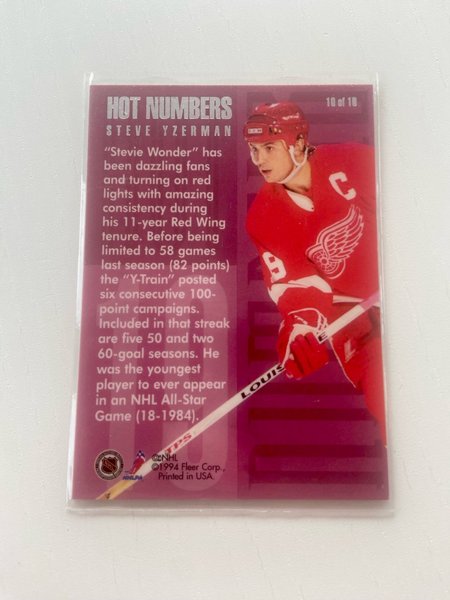 HOT NUMBERS
10 of 10
STEVE YZERMAN
"Stevie Wonder" has
been dazzling fans
and turning on red
lights with amazing
consistency during
his 11-year Red Wing
tenure. Before being
limited to 58 games
last season (82 points)
the "Y-Train" posted
six consecutive 100-
point campaigns.
Included in that streak
are five 50 and two
60-goal seasons. He
was the youngest
player to ever appear
in an NHL All-Star
Game (18-1984).
C
9
CCM
LOUIS
TPS
NHLPA
©NHL
©1994 Fleer Corp.,
Printed in USA.